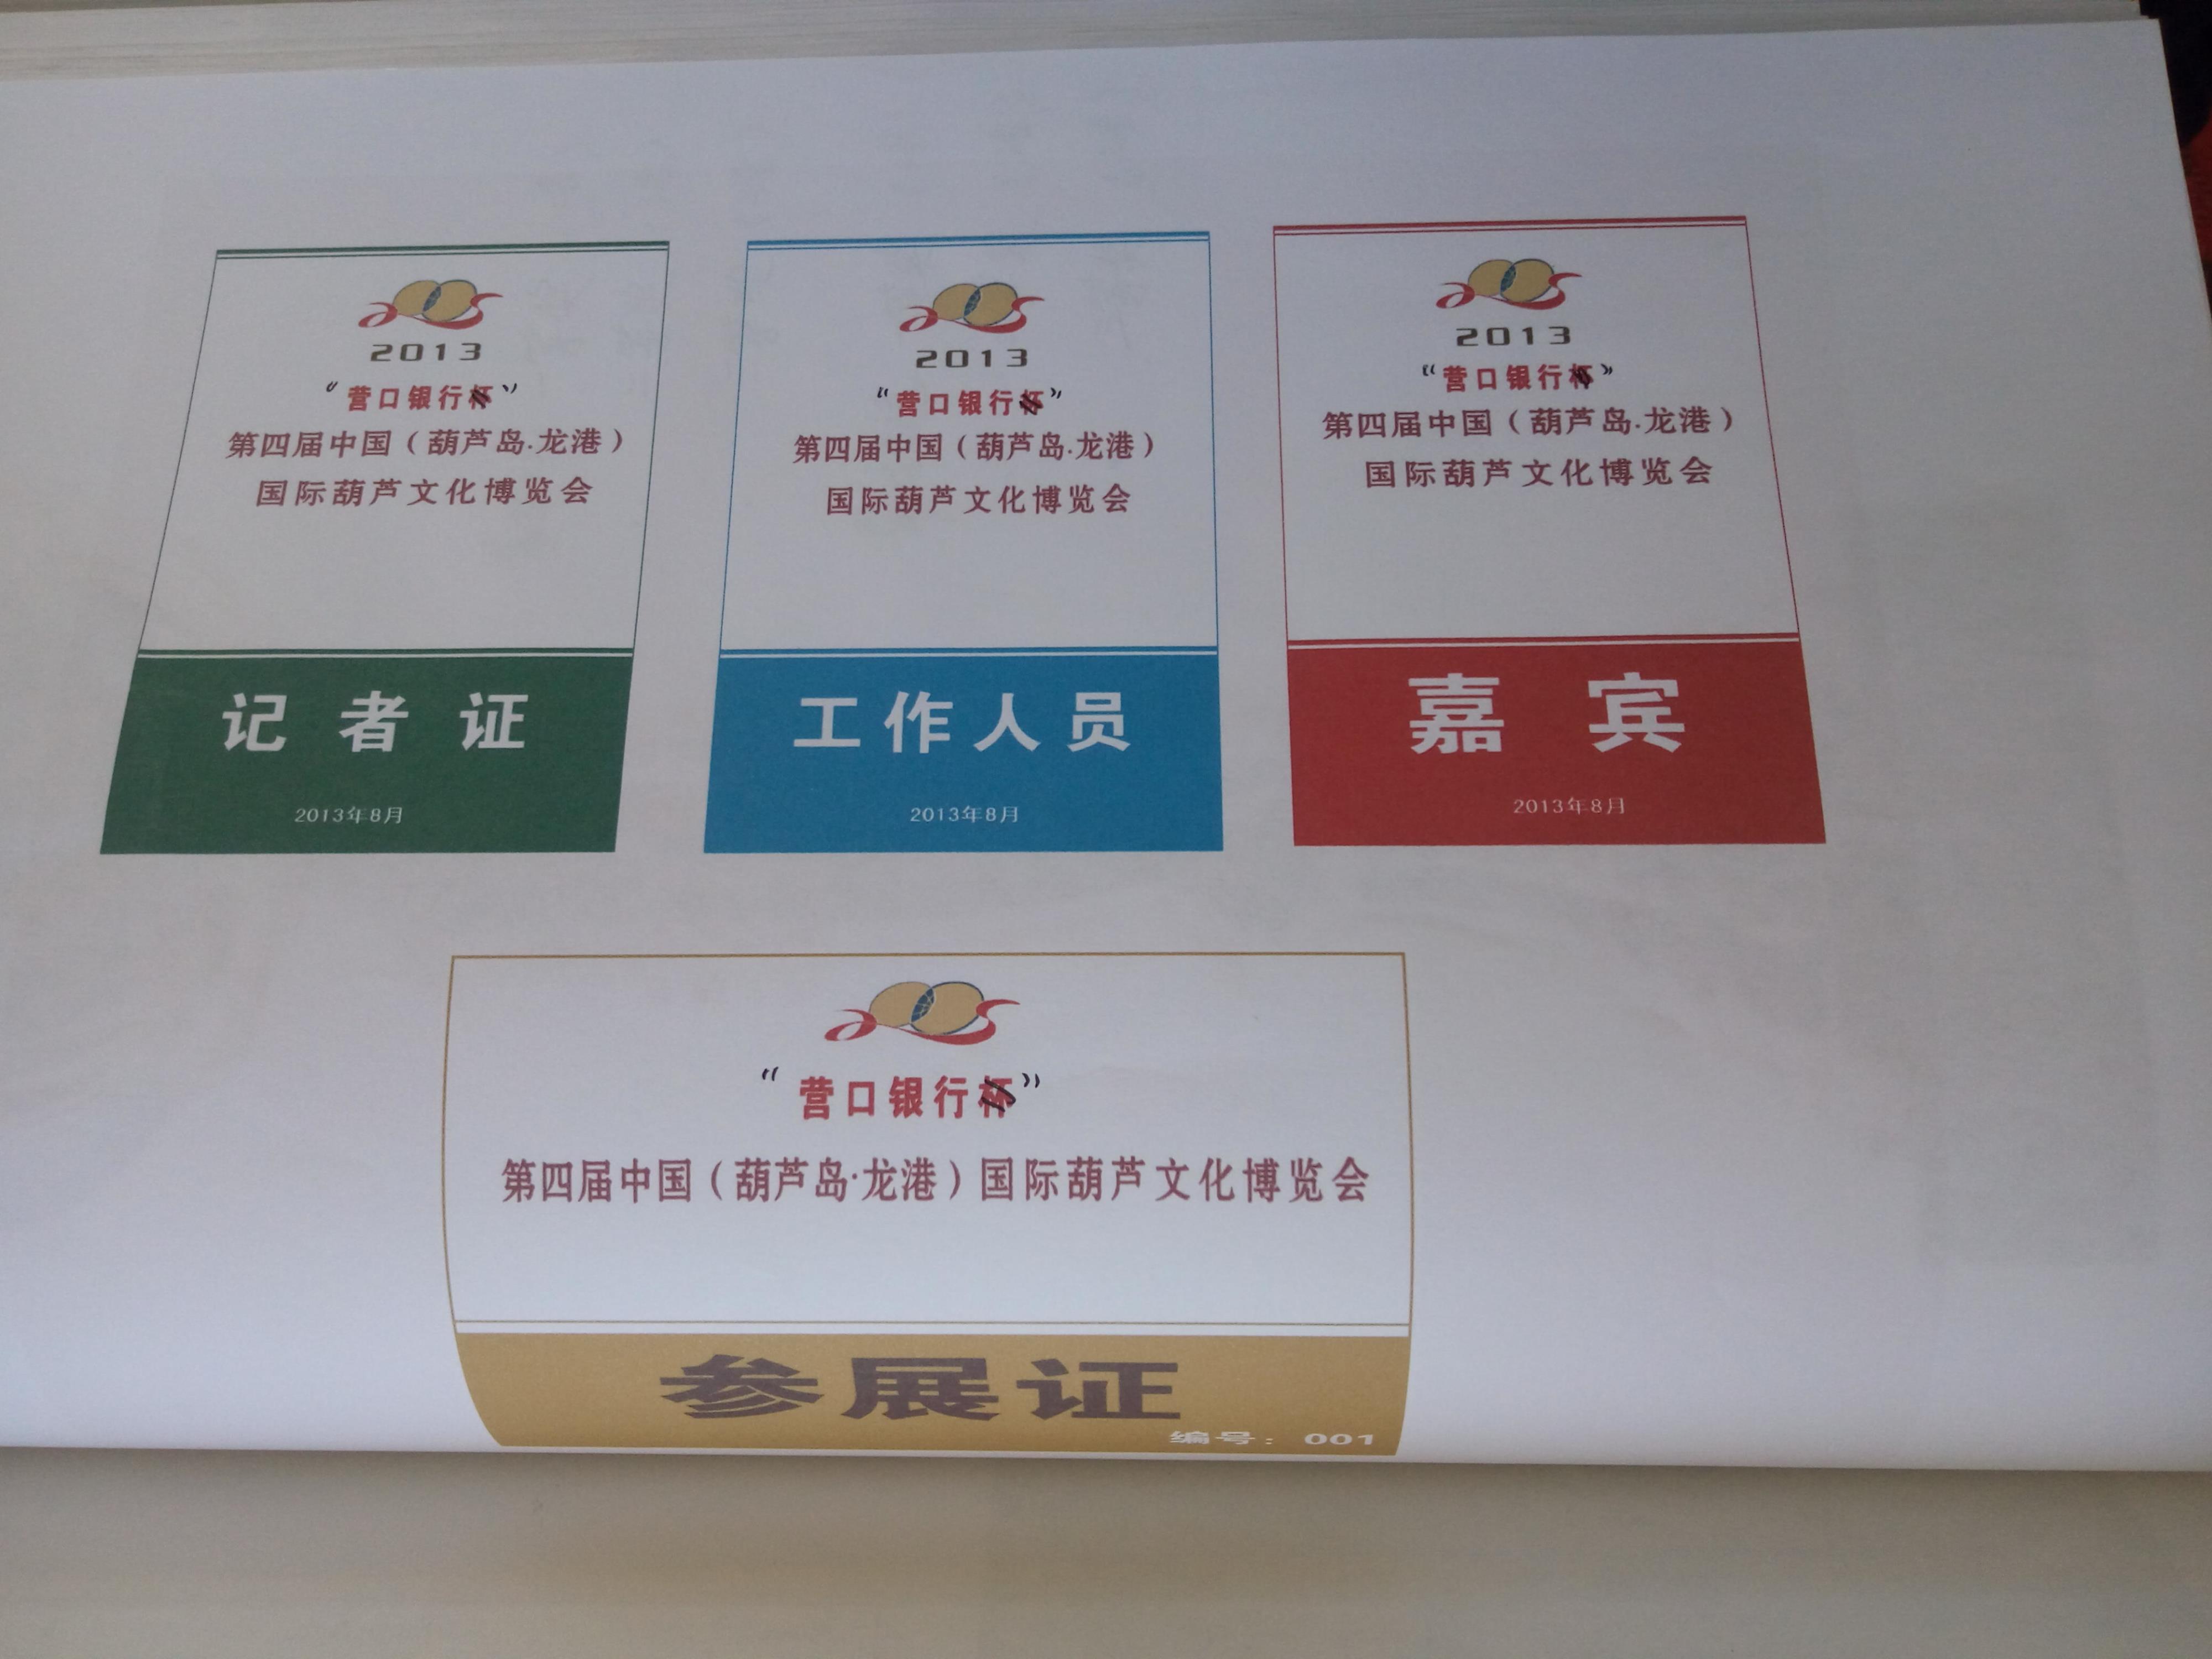 2013
“营口银行杯”
第四届中国（葫芦岛·龙港）
国际葫芦文化博览会
记者证
2013年8月
2013
“营口银行杯”
第四届中国（葫芦岛·龙港）
国际葫芦文化博览会
工作人员
2013年8月
2013
“营口银行杯”
第四届中国（葫芦岛·龙港）
国际葫芦文化博览会
嘉宾
2013年8月
“营口银行杯”
第四届中国（葫芦岛·龙港）国际葫芦文化博览会
参展证
编号：001